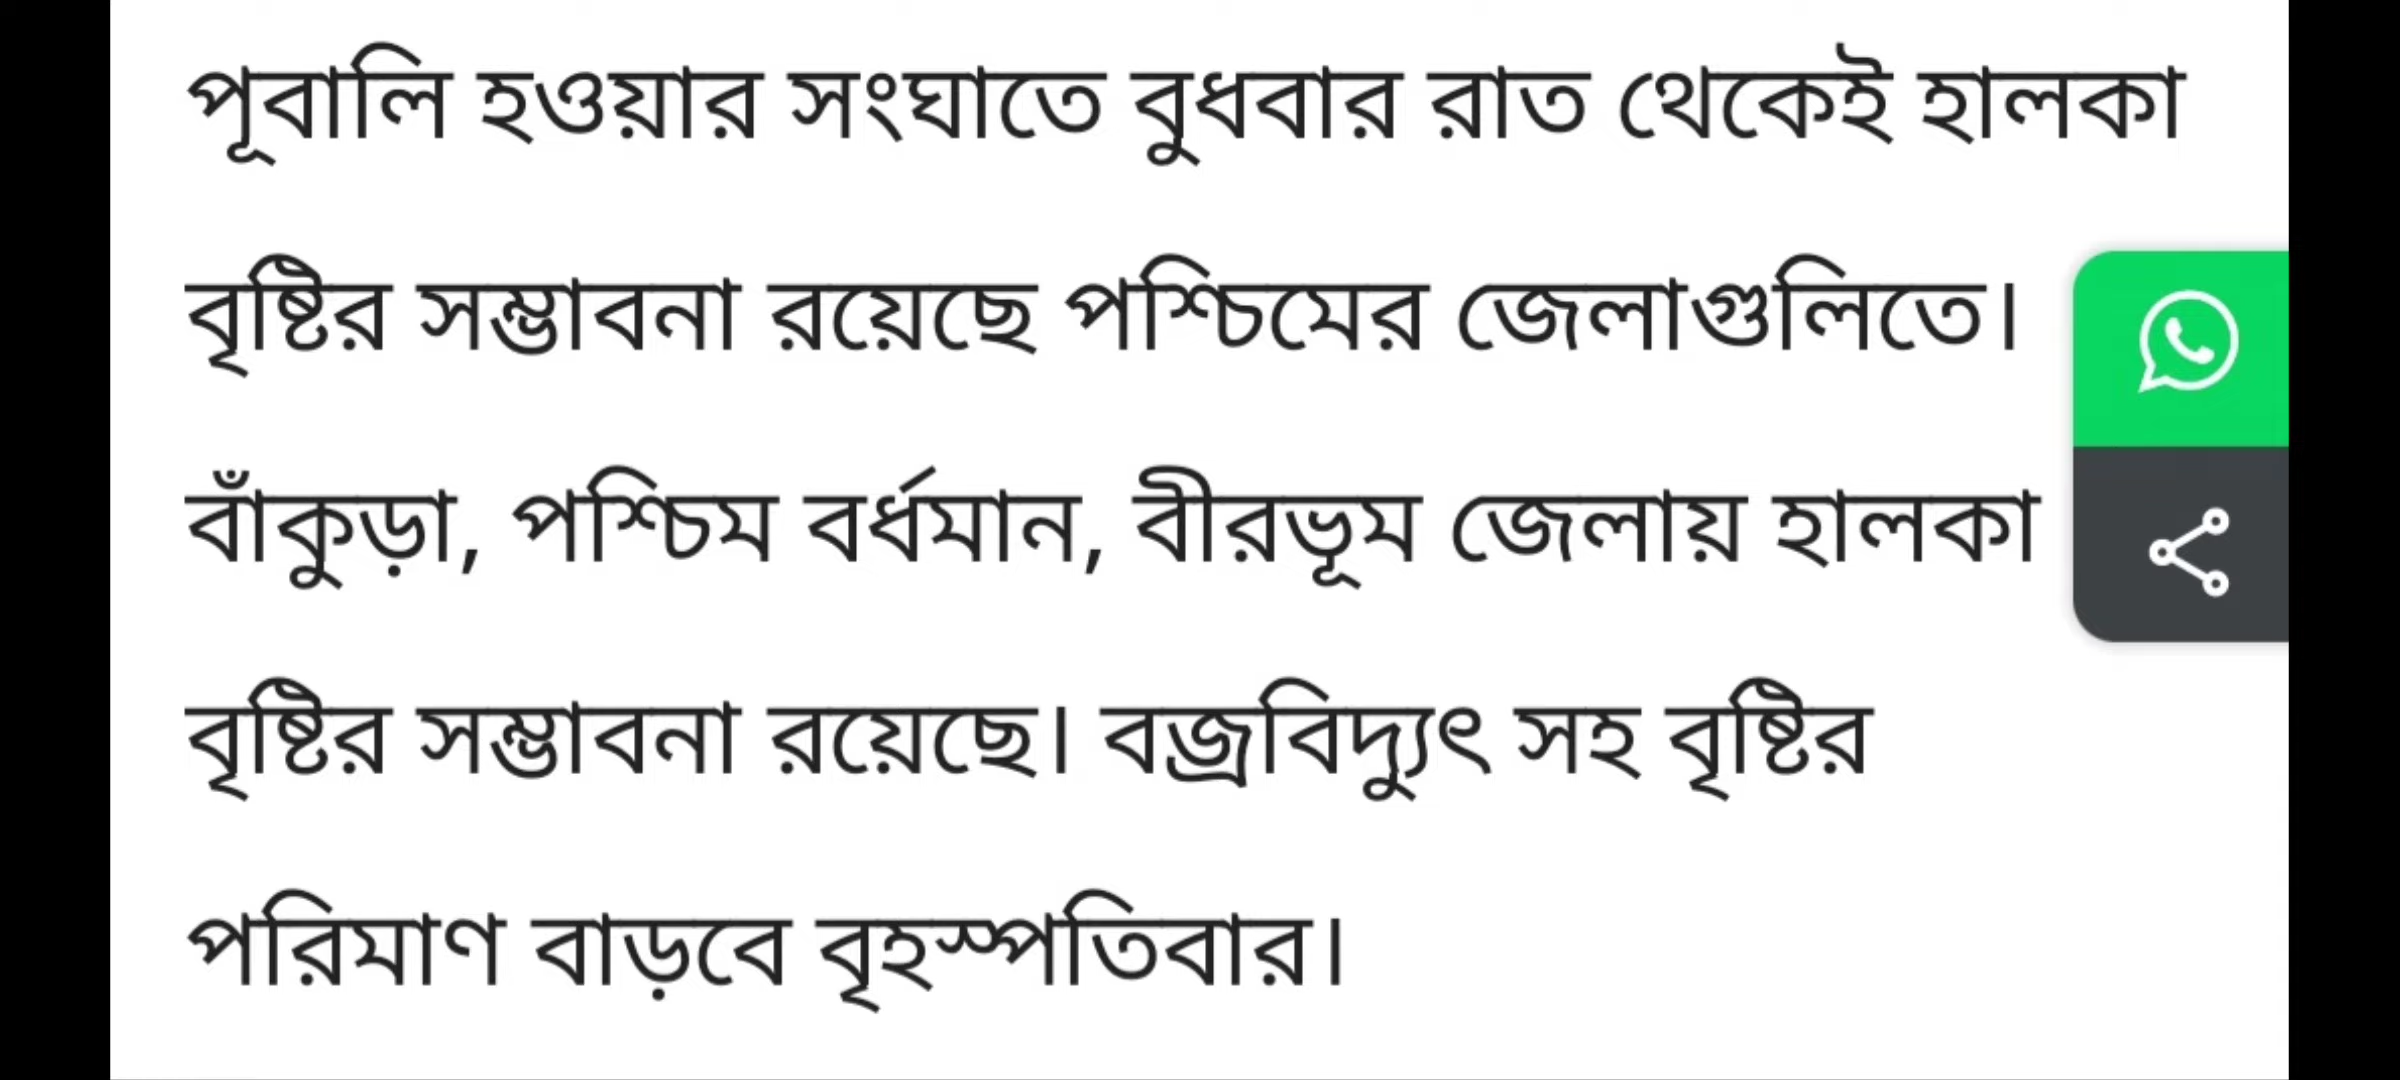 পূবালি হওয়ার সংঘাতে বুধবার রাত থেকেই হালকা
বৃষ্টির সম্ভাবনা রয়েছে পশ্চিমের জেলাগুলিতে।
বাঁকুড়া, পশ্চিম বর্ধমান, বীরভূম জেলায় হালকা
বৃষ্টির সম্ভাবনা রয়েছে। বজ্রবিদ্যুৎ সহ বৃষ্টির
পরিমাণ বাড়বে বৃহস্পতিবার।